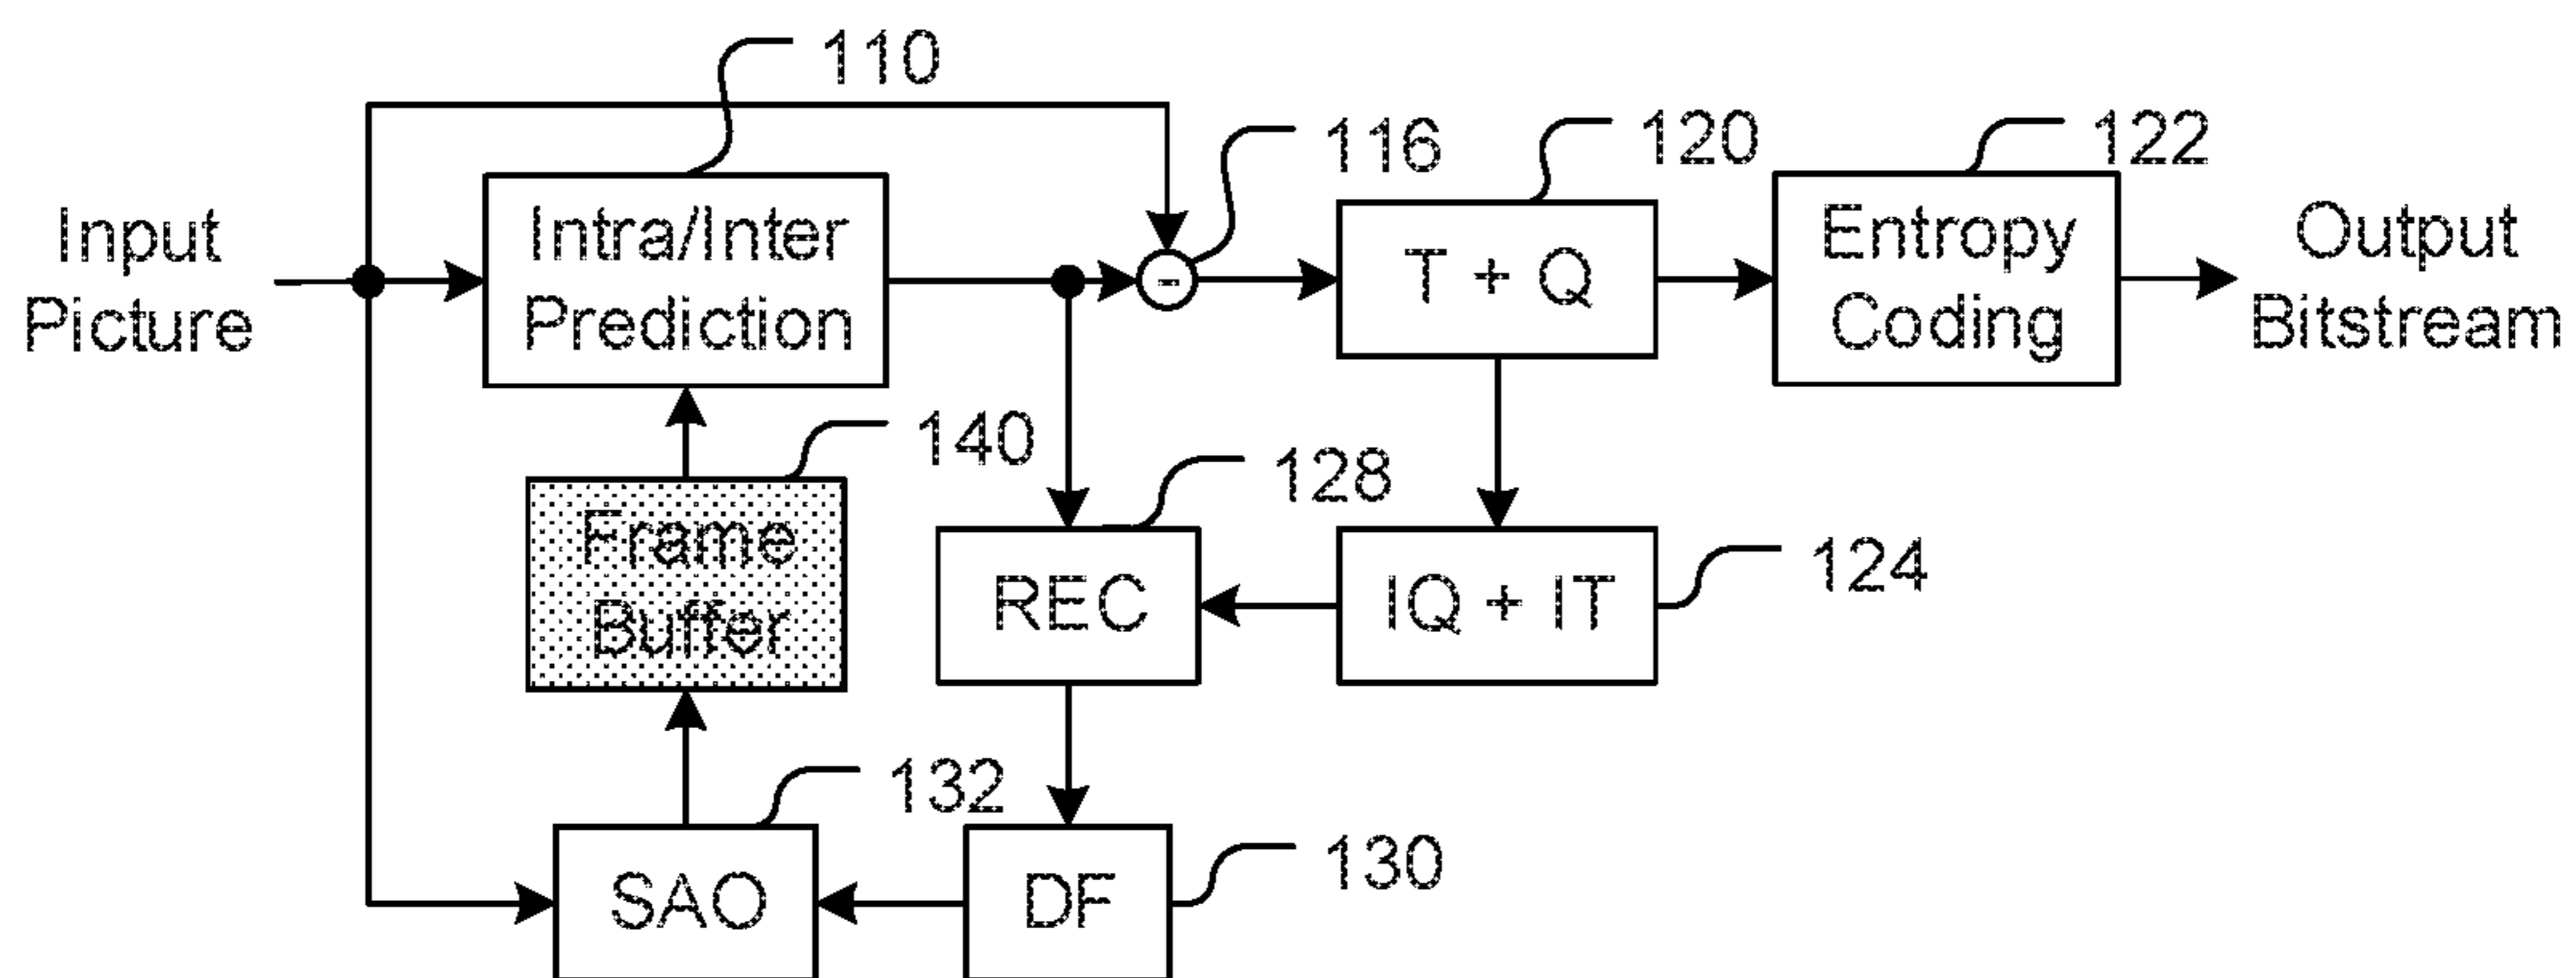 110
116
120
122
Input
Picture
Intra/Inter
Prediction
-
T + Q
Entropy
Coding
Output
Bitstream
140
128
Frame
Buffer
REC
IQ + IT
124
132
SAO
DF
130